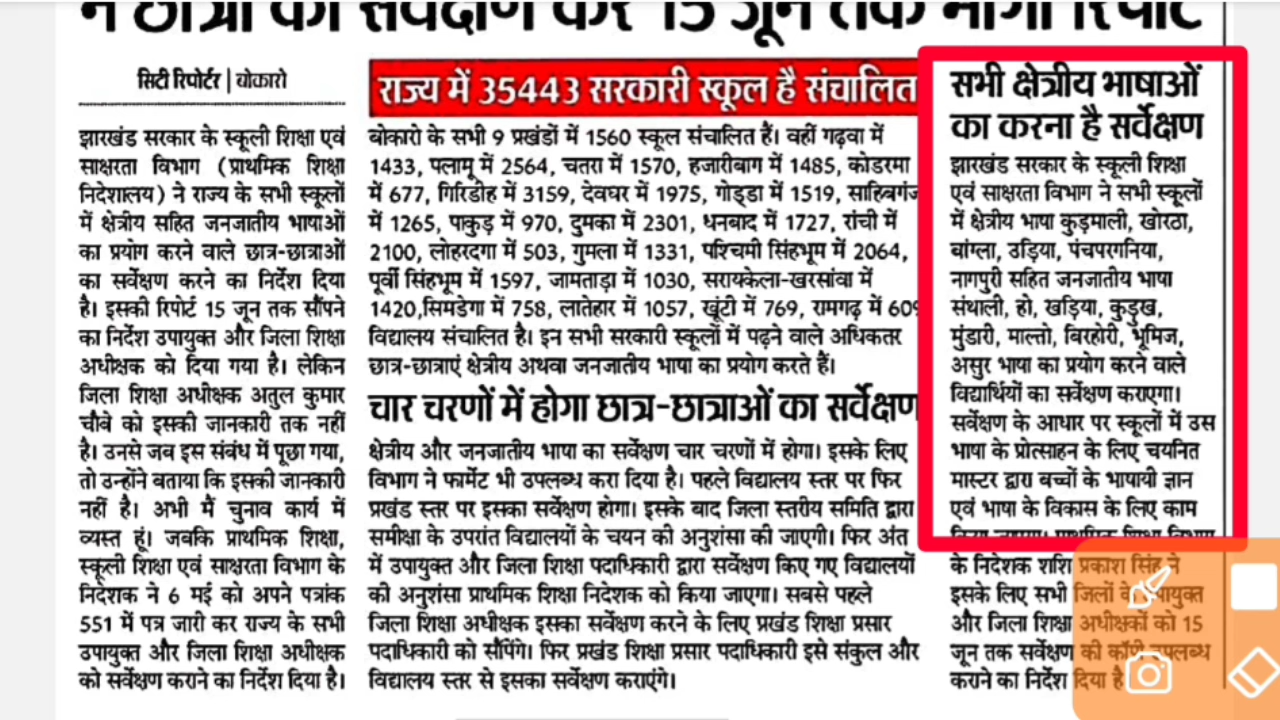 ने छात्रों का सर्वेक्षण कर 15 जून तक मांगी रिपोर्ट
सिटी रिपोर्टर | बोकारो
झारखंड सरकार के स्कूली शिक्षा एवं
साक्षरता विभाग (प्राथमिक शिक्षा
निदेशालय) ने राज्य के सभी स्कूलों
में क्षेत्रीय सहित जनजातीय भाषाओं
का प्रयोग करने वाले छात्र-छात्राओं
का सर्वेक्षण करने का निर्देश दिया
है। इसकी रिपोर्ट 15 जून तक सौंपने
का निर्देश उपायुक्त और जिला शिक्षा
अधीक्षक को दिया गया है। लेकिन
जिला शिक्षा अधीक्षक अतुल कुमार
चौबे को इसकी जानकारी तक नहीं
है। उनसे जब इस संबंध में पूछा गया,
तो उन्होंने बताया कि इसकी जानकारी
नहीं है। अभी मैं चुनाव कार्य में
व्यस्त हूं। जबकि प्राथमिक शिक्षा,
स्कूली शिक्षा एवं साक्षरता विभाग के
निदेशक ने 6 मई को अपने पत्रांक
551 में पत्र जारी कर राज्य के सभी
उपायुक्त और जिला शिक्षा अधीक्षक
को सर्वेक्षण कराने का निर्देश दिया है।
राज्य में 35443 सरकारी स्कूल है संचालित
बोकारो के सभी 9 प्रखंडों में 1560 स्कूल संचालित हैं। वहीं गढ़वा में
1433, पलामू में 2564, चतरा में 1570, हजारीबाग में 1485, कोडरमा
में 677, गिरिडीह में 3159, देवघर में 1975, गोड्डा में 1519, साहिबगंज
में 1265, पाकुड़ में 970, दुमका में 2301, धनबाद में 1727, रांची में
2100, लोहरदगा में 503, गुमला में 1331, पश्चिमी सिंहभूम में 2064,
पूर्वी सिंहभूम में 1597, जामताड़ा में 1030, सरायकेला-खरसांवा में
1420,सिमडेगा में 758, लातेहार में 1057, खूंटी में 769, रामगढ़ में 609
विद्यालय संचालित है। इन सभी सरकारी स्कूलों में पढ़ने वाले अधिकतर
छात्र-छात्राएं क्षेत्रीय अथवा जनजातीय भाषा का प्रयोग करते हैं।
चार चरणों में होगा छात्र-छात्राओं का सर्वेक्षण
क्षेत्रीय और जनजातीय भाषा का सर्वेक्षण चार चरणों में होगा। इसके लिए
विभाग ने फार्मेट भी उपलब्ध करा दिया है। पहले विद्यालय स्तर पर फिर
प्रखंड स्तर पर इसका सर्वेक्षण होगा। इसके बाद जिला स्तरीय समिति द्वारा
समीक्षा के उपरांत विद्यालयों के चयन की अनुशंसा की जाएगी। फिर अंत
में उपायुक्त और जिला शिक्षा पदाधिकारी द्वारा सर्वेक्षण किए गए विद्यालयों
की अनुशंसा प्राथमिक शिक्षा निदेशक को किया जाएगा। सबसे पहले
जिला शिक्षा अधीक्षक इसका सर्वेक्षण करने के लिए प्रखंड शिक्षा प्रसार
पदाधिकारी को सौंपिंगे। फिर प्रखंड शिक्षा प्रसार पदाधिकारी इसे संकुल और
विद्यालय स्तर से इसका सर्वेक्षण कराएंगे।
सभी क्षेत्रीय भाषाओं
का करना है सर्वेक्षण
झारखंड सरकार के स्कूली शिक्षा
एवं साक्षरता विभाग ने सभी स्कूलों
में क्षेत्रीय भाषा कुड़माली, खोरठा,
बांग्ला, उड़िया, पंचपरगनिया,
नागपुरी सहित जनजातीय भाषा
संथाली, हो, खड़िया, कुडुख,
मुंडारी, माल्तो, बिरहोरी, भूमिज,
असुर भाषा का प्रयोग करने वाले
विद्यार्थियों का सर्वेक्षण कराएगा।
सर्वेक्षण के आधार पर स्कूलों में उस
भाषा के प्रोत्साहन के लिए चयनित
मास्टर द्वारा बच्चों के भाषायी ज्ञान
एवं भाषा के विकास के लिए काम
के निदेशक शशि प्रकाश सिंह ने
इसके लिए सभी जिलों के उपायुक्त
और जिला शिक्षा अधीक्षकों को 15
जून तक सर्वेक्षण की कॉपी उपलब्ध
कराने का निर्देश दिया है